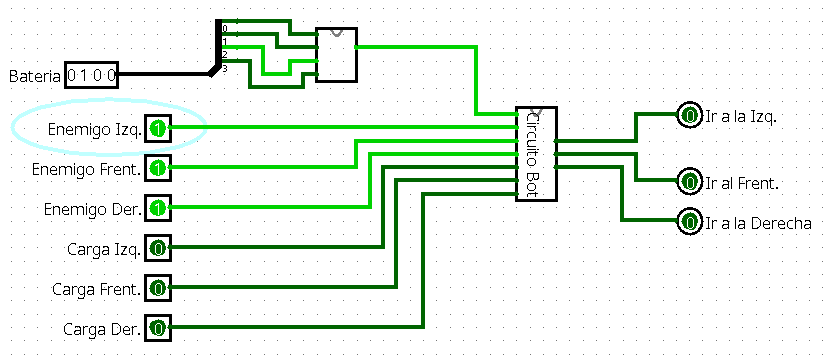 0
1
2
3
Bateria 0 1 0 0
Enemigo Izq. 1
Enemigo Frent. 1
Enemigo Der. 1
Carga Izq. 0
Carga Frent. 0
Carga Der. 0
Circuito Bot
0 Ir a la Izq.
0 Ir al Frent.
0 Ir a la Derecha